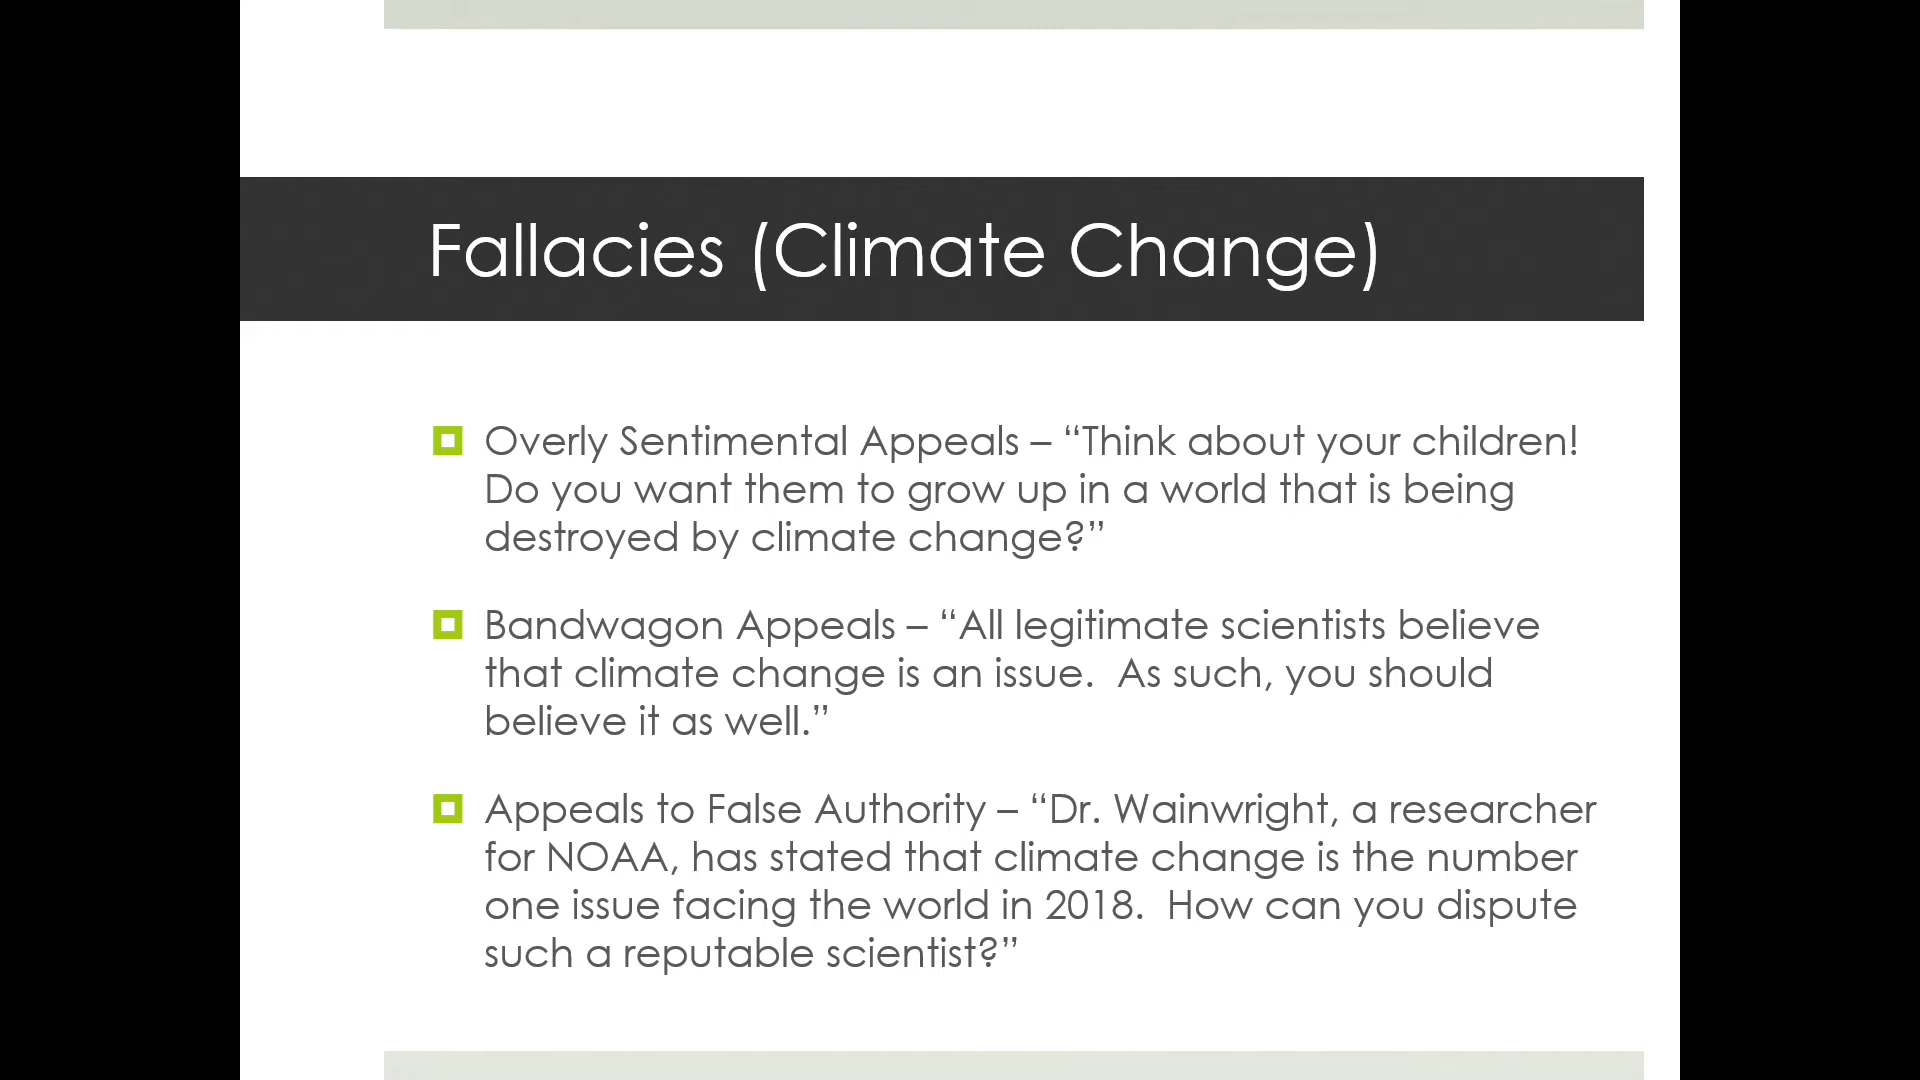 Fallacies (Climate Change)
Overly Sentimental Appeals – “Think about your children!
Do you want them to grow up in a world that is being
destroyed by climate change?”
Bandwagon Appeals – “All legitimate scientists believe
that climate change is an issue.  As such, you should
believe it as well.”
Appeals to False Authority – “Dr. Wainwright, a researcher
for NOAA, has stated that climate change is the number
one issue facing the world in 2018.  How can you dispute
such a reputable scientist?”